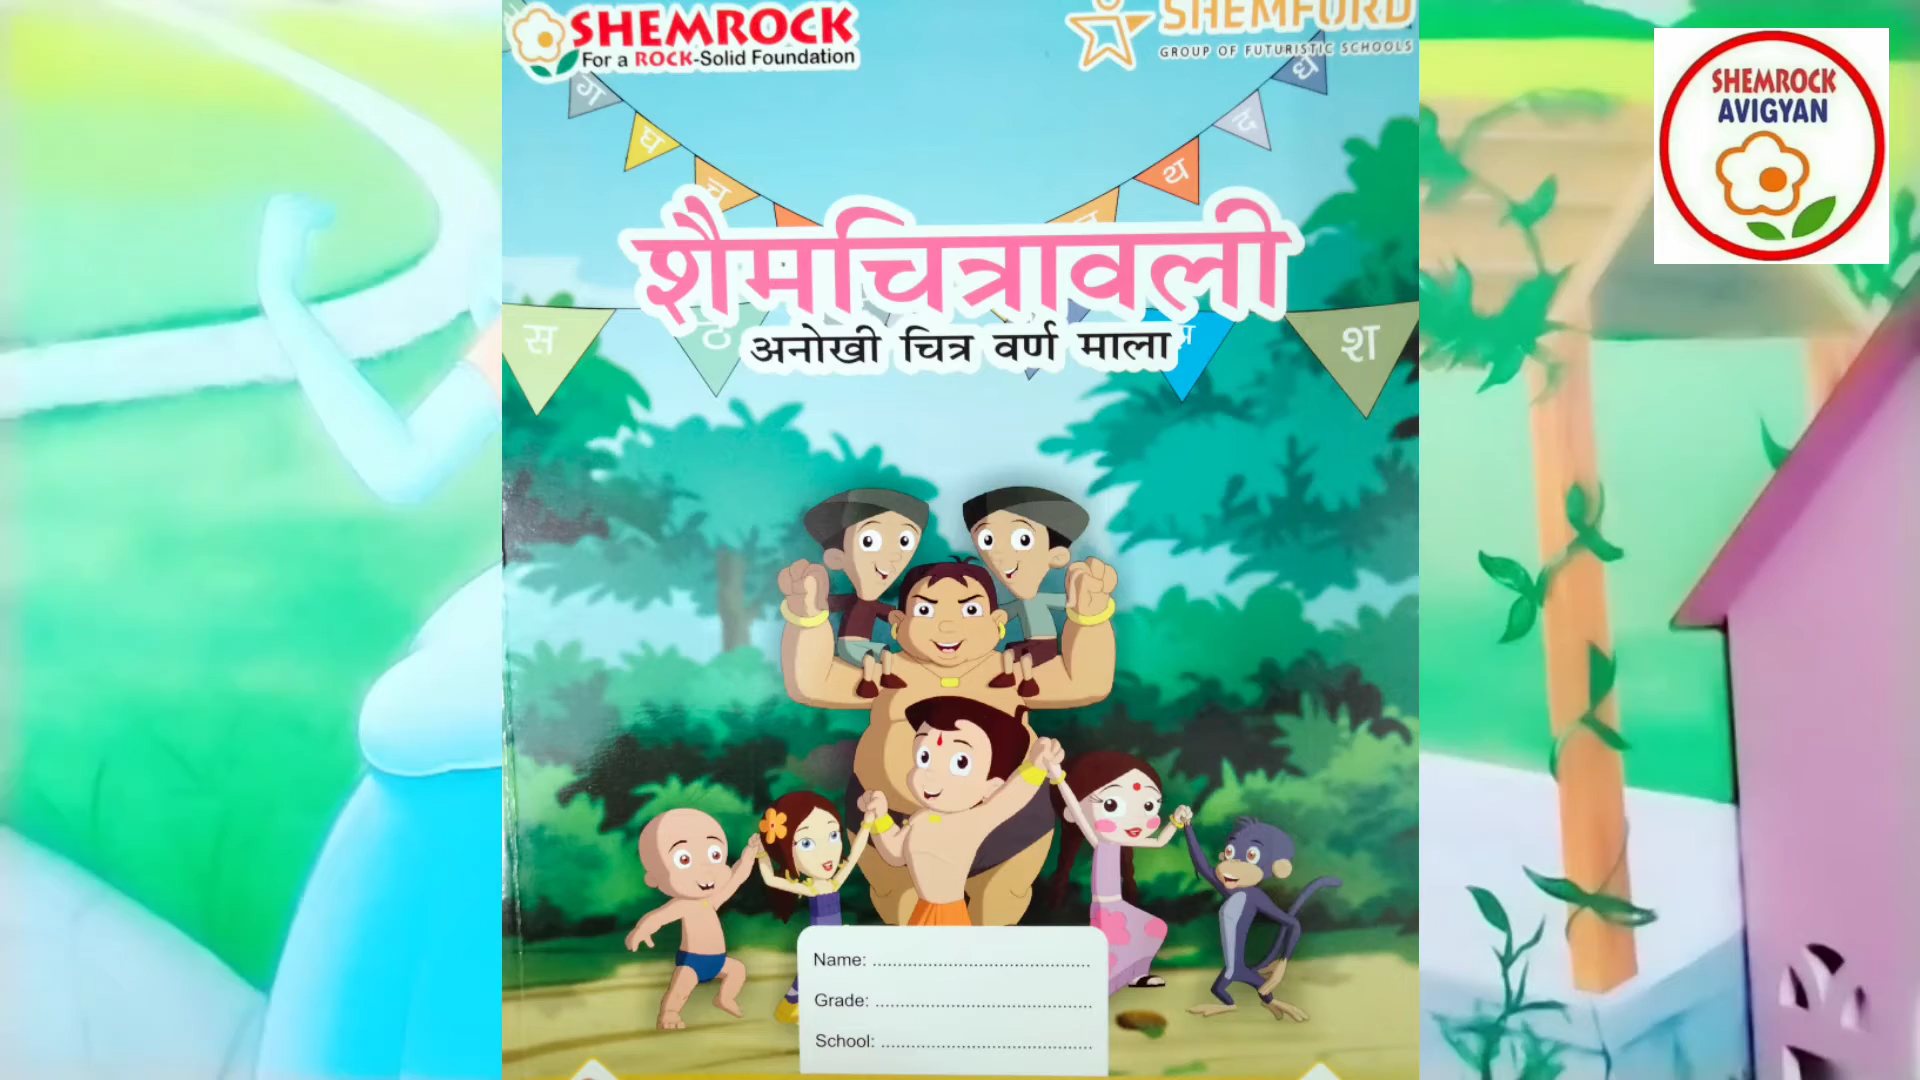 SHEMROCK
For a ROCK-Solid Foundation
SHEMFORD
GROUP OF FUTURISTIC SCHOOLS
SHEMROCK
AVIGYAN
ग
घ
च
थ
द
ध
शैमचित्रावली
स
ठ
श
अनोखी चित्र वर्ण माला
Name:
Grade:
School: